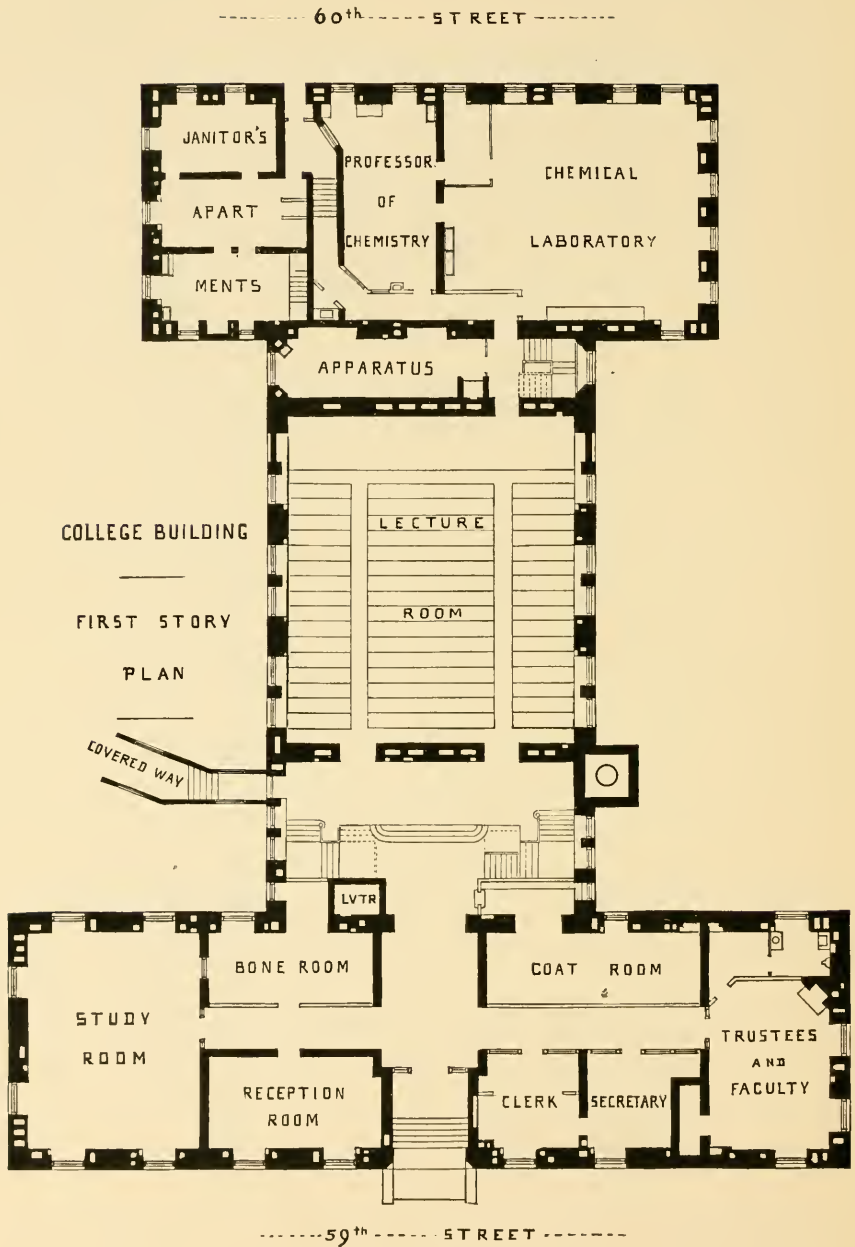 60th STREET
JANITOR'S
APART
MENTS
PROFESSOR
OF
CHEMISTRY
CHEMICAL
LABORATORY
APPARATUS
LECTURE
ROOM
COLLEGE BUILDING
FIRST STORY
PLAN
COVERED WAY
LVTR
BONE ROOM
COAT ROOM
STUDY
ROOM
RECEPTION
ROOM
CLERK
SECRETARY
TRUSTEES
AND
FACULTY
59th STREET